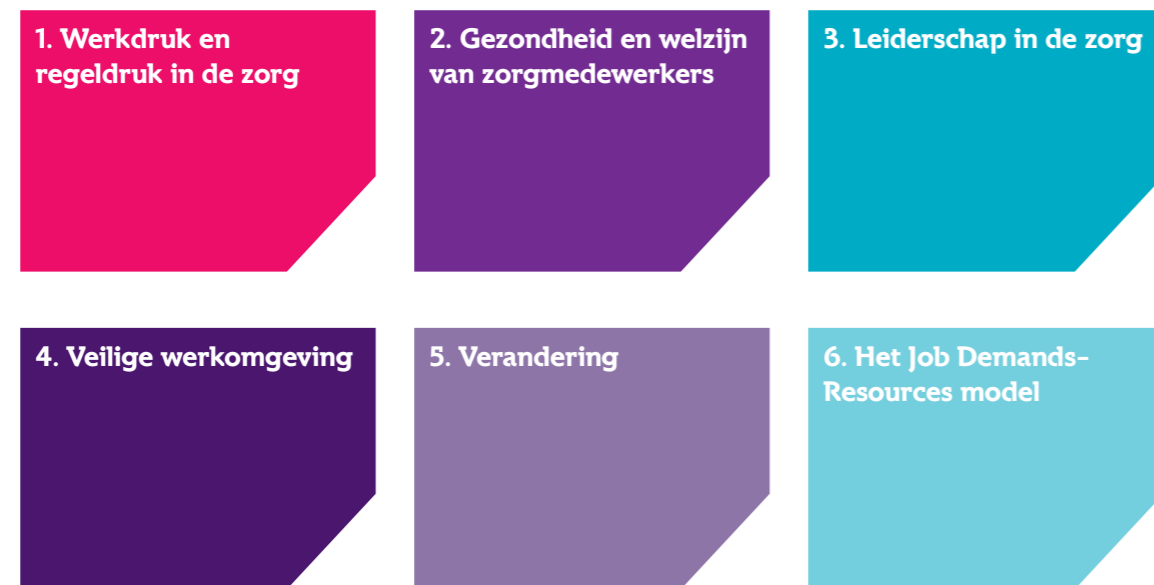 1. Werkdruk en
regeldruk in de zorg
2. Gezondheid en welzijn
van zorgmedewerkers
3. Leiderschap in de zorg
4. Veilige werkomgeving
5. Verandering
6. Het Job Demands-
Resources model